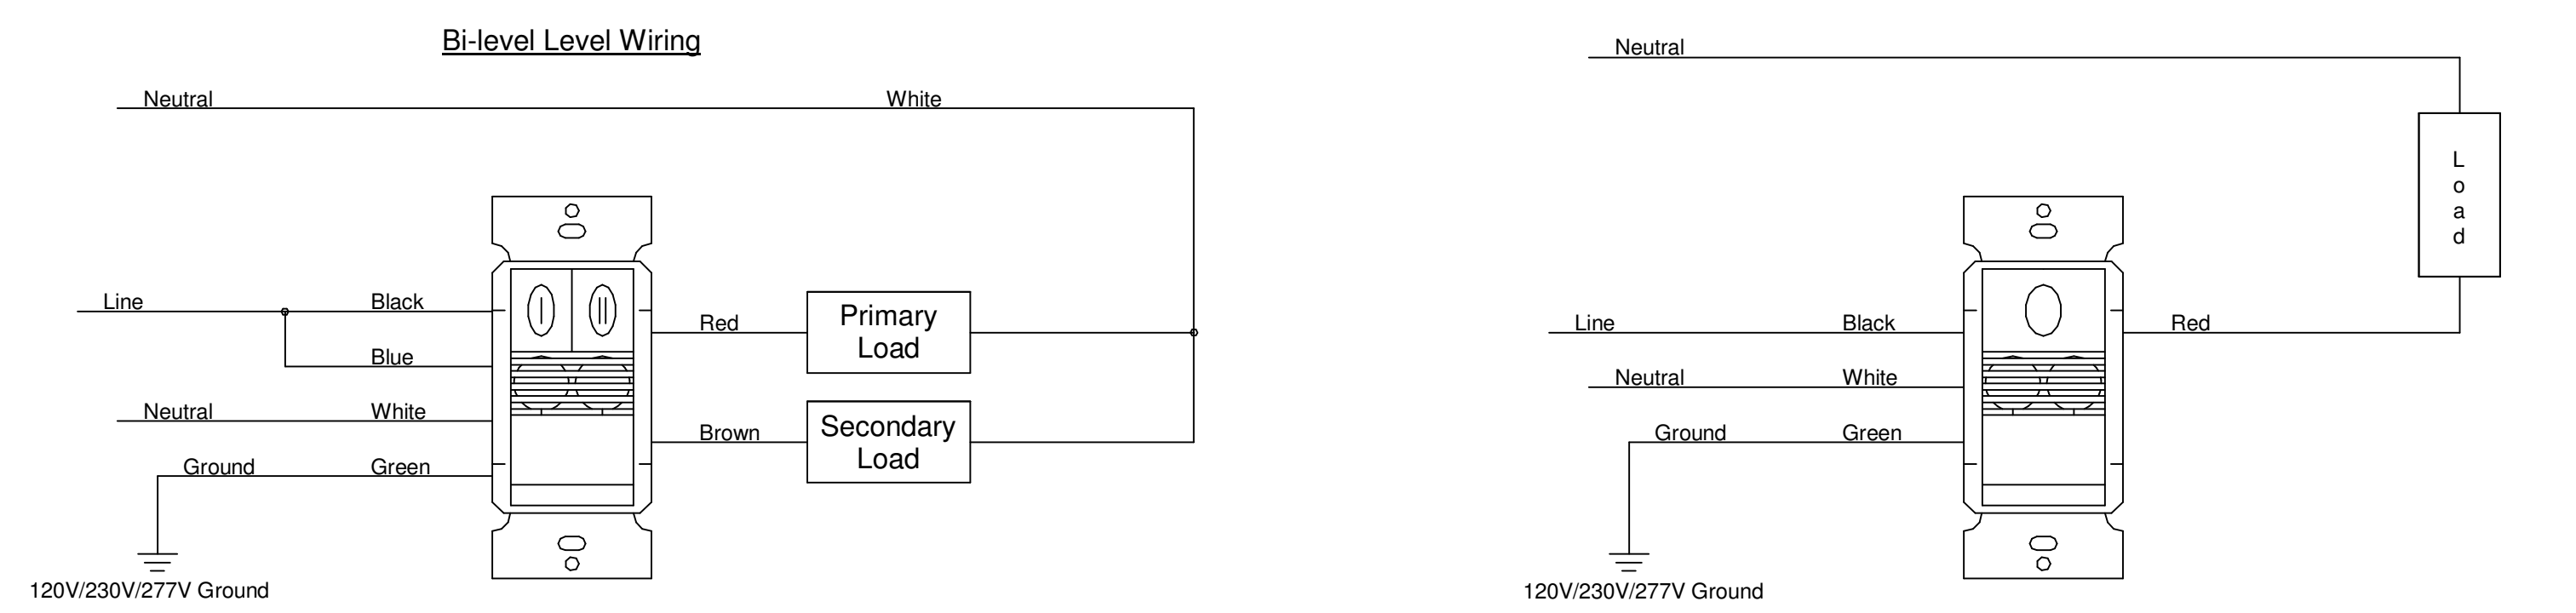 Bi-level Level Wiring
Neutral White
Line Black
Blue
Neutral White
Ground Green
120V/230V/277V Ground
Red
Primary
Load
Brown
Secondary
Load
Neutral
L
o
a
d
Line Black
Red
Neutral White
Ground Green
120V/230V/277V Ground